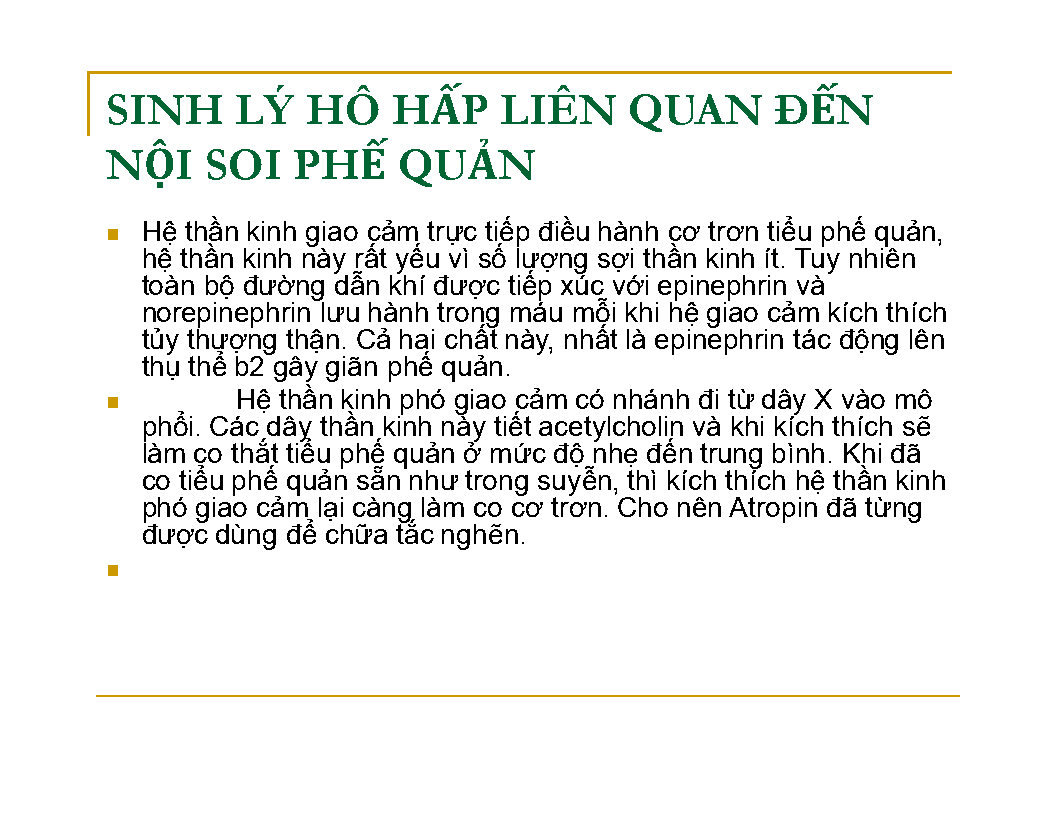 SINH LÝ HÔ HẤP LIÊN QUAN ĐẾN
NỘI SOI PHẾ QUẢN
Hệ thần kinh giao cảm trực tiếp điều hành cơ trơn tiểu phế quản,
hệ thần kinh này rất yếu vì số lượng sợi thần kinh ít. Tuy nhiên
toàn bộ đường dẫn khí được tiếp xúc với epinephrin và
norepinephrin lưu hành trong máu mỗi khi hệ giao cảm kích thích
tủy thượng thận. Cả hai chất này, nhất là epinephrin tác động lên
thụ thể b2 gây giãn phế quản.
Hệ thần kinh phó giao cảm có nhánh đi từ dây X vào mô
phổi. Các dây thần kinh này tiết acetylcholin và khi kích thích sẽ
làm co thắt tiểu phế quản ở mức độ nhẹ đến trung bình. Khi đã
co tiểu phế quản sẵn như trong suyễn, thì kích thích hệ thần kinh
phó giao cảm lại càng làm co cơ trơn. Cho nên Atropin đã từng
được dùng để chữa tắc nghẽn.